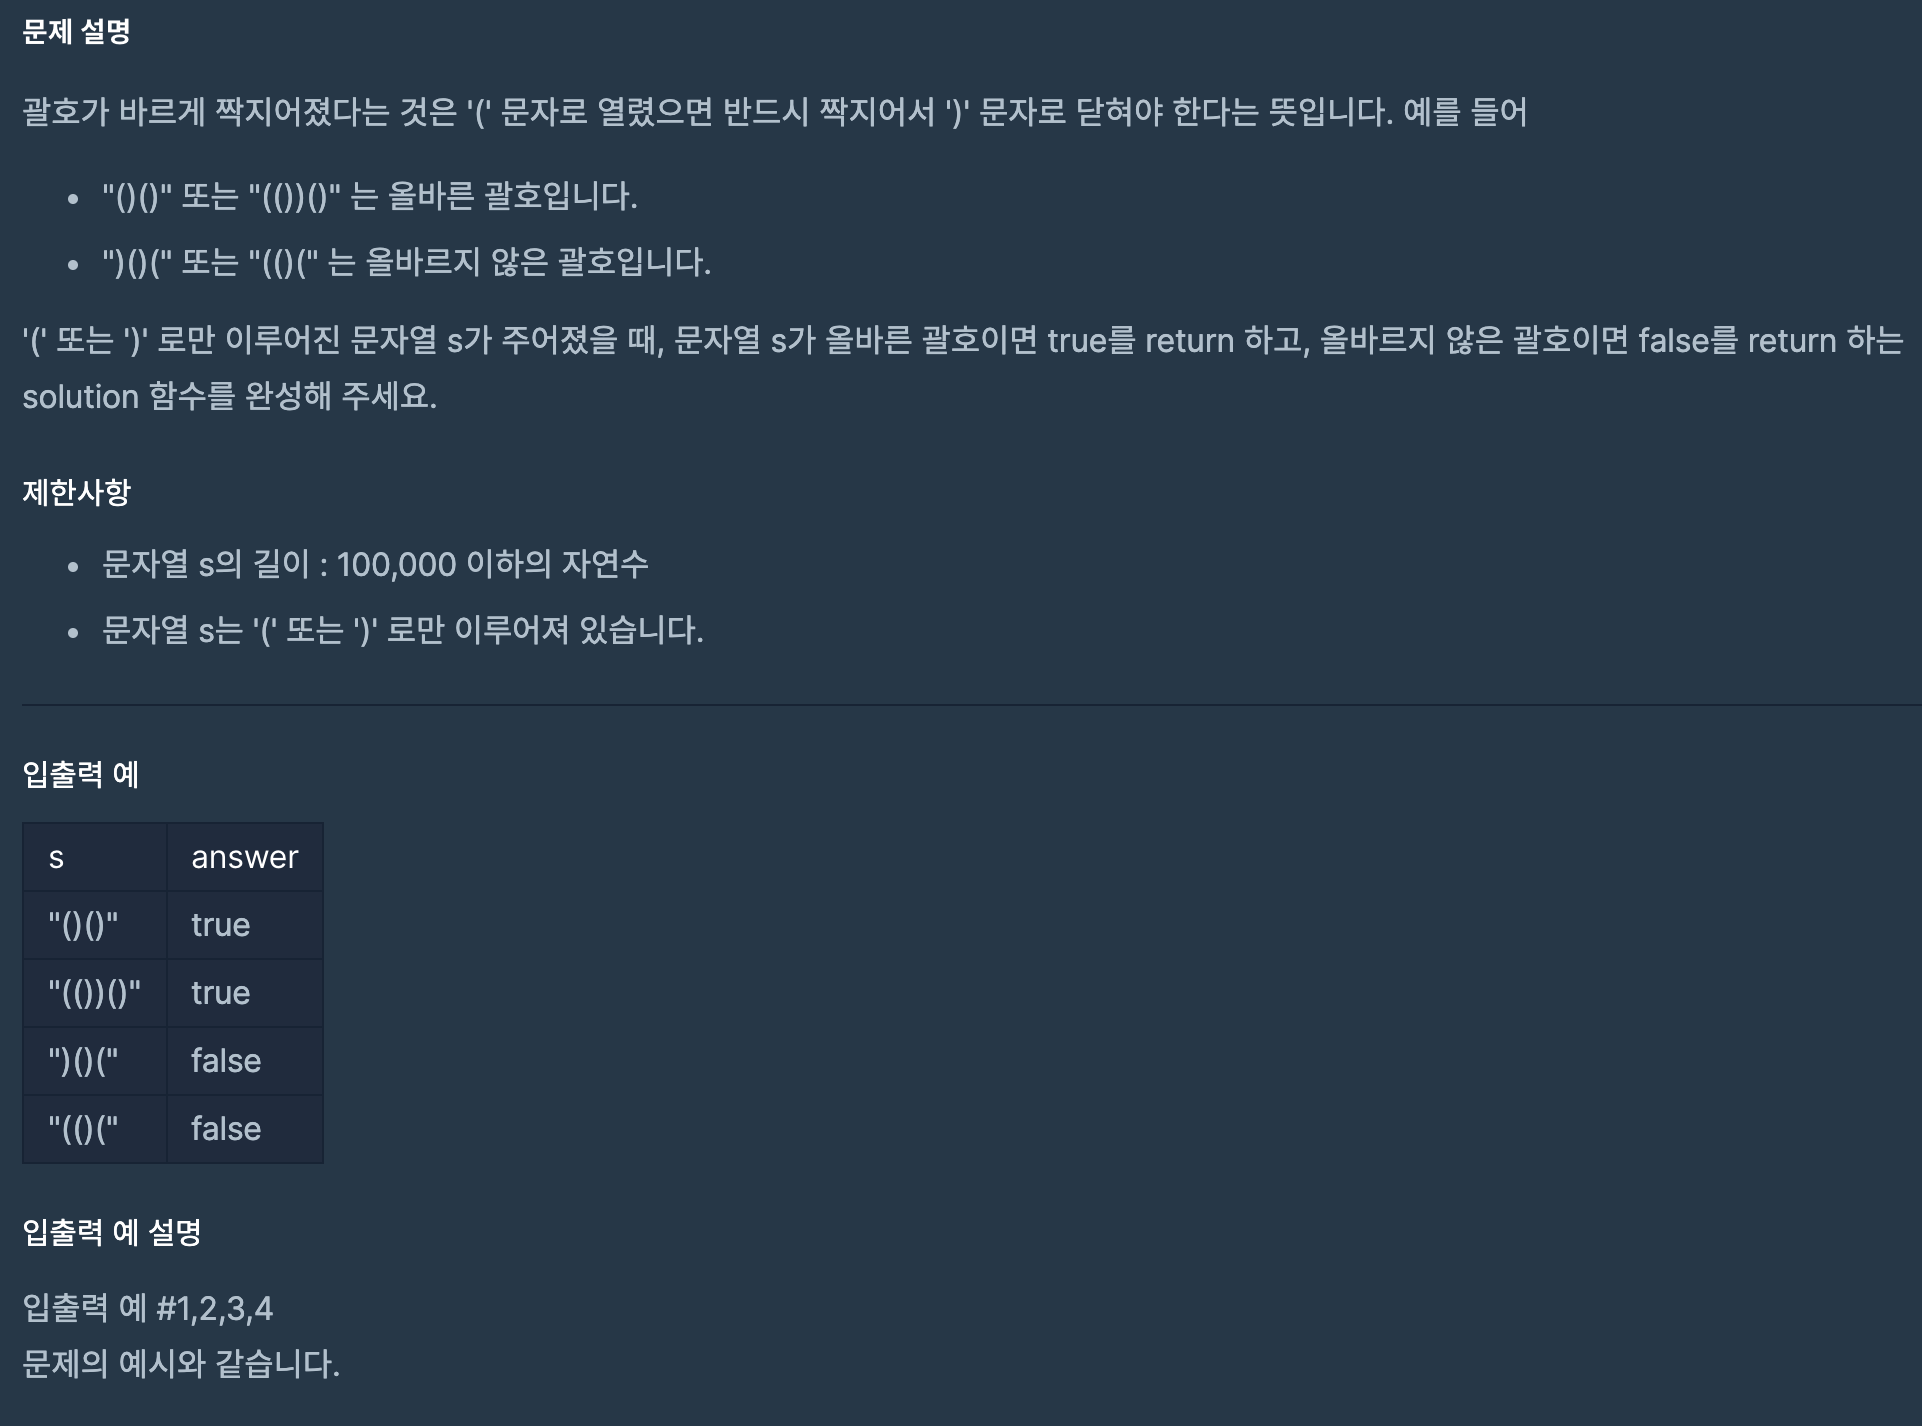 문제 설명
괄호가 바르게 짝지어졌다는 것은 '(' 문자로 열렸으면 반드시 짝지어서 ')' 문자로 닫혀야 한다는 뜻입니다. 예를 들어
• "()()" 또는 "(())()" 는 올바른 괄호입니다.
• ")()(" 또는 "(()(" 는 올바르지 않은 괄호입니다.
'(' 또는 ')' 로만 이루어진 문자열 s가 주어졌을 때, 문자열 s가 올바른 괄호이면 true를 return 하고, 올바르지 않은 괄호이면 false를 return 하는
solution 함수를 완성해 주세요.
제한사항
• 문자열 s의 길이 : 100,000 이하의 자연수
• 문자열 s는 '(' 또는 ')' 로만 이루어져 있습니다.
입출력 예
s answer
"()()" true
"(())()" true
")()(" false
"(()(" false
입출력 예 설명
입출력 예 #1,2,3,4
문제의 예시와 같습니다.